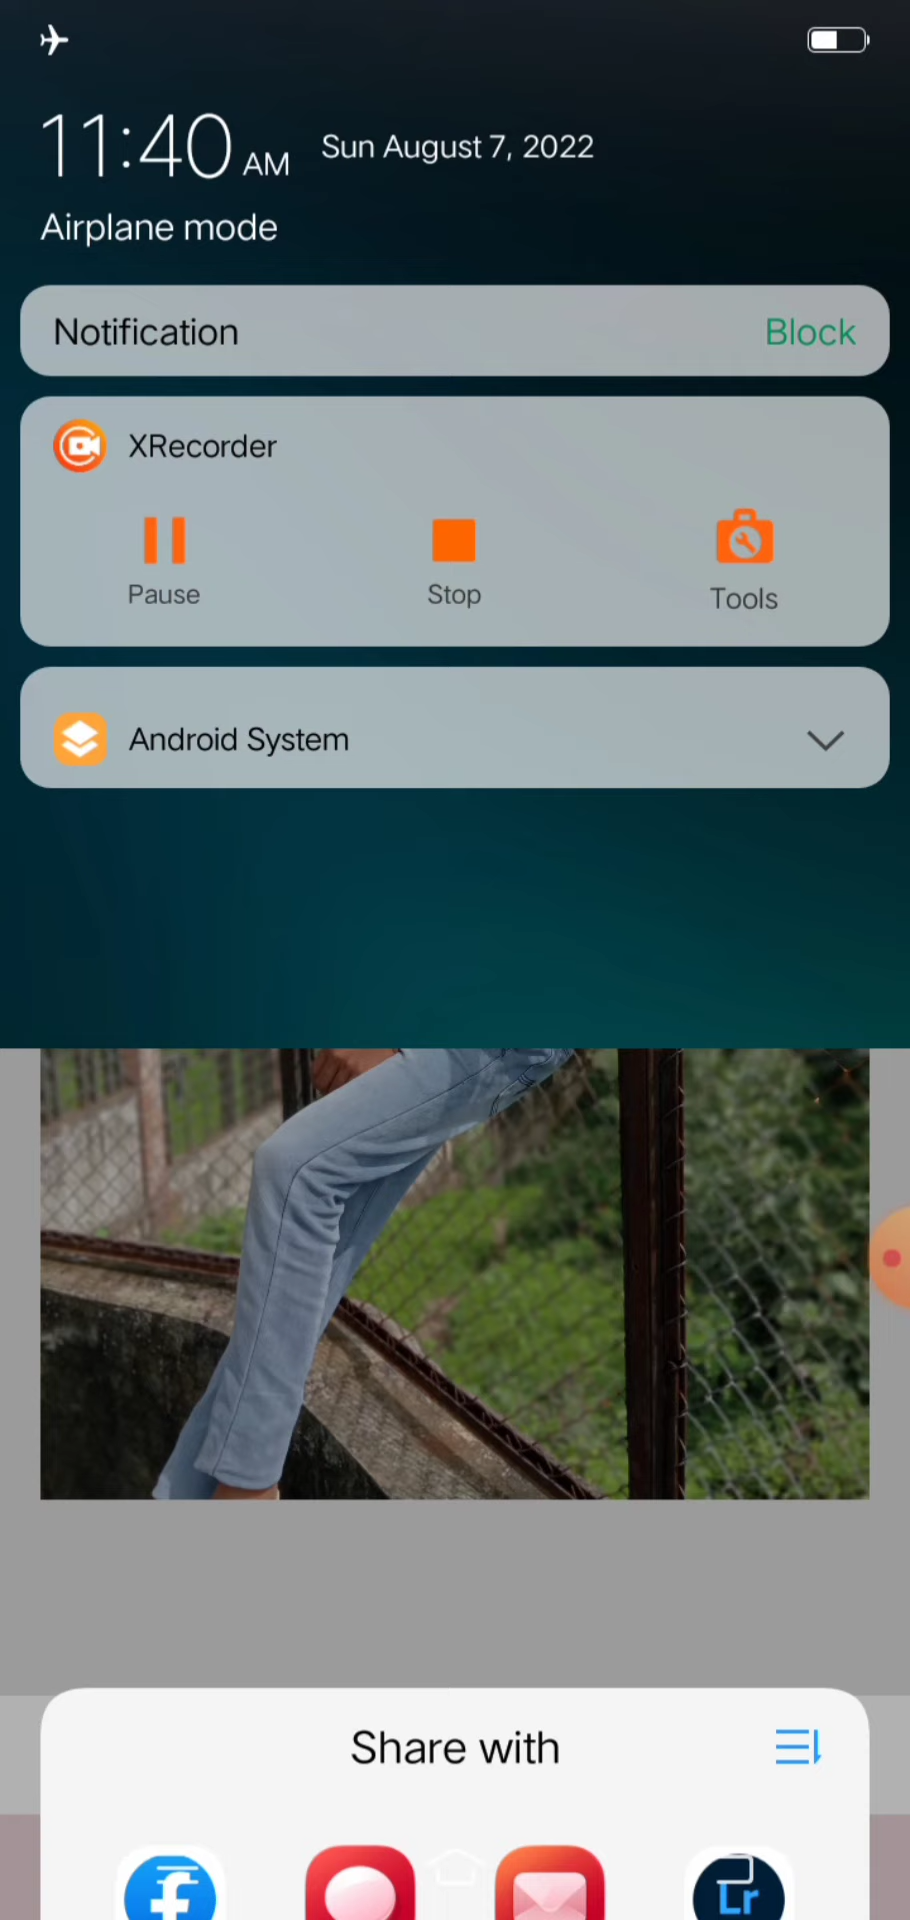 11:40 AM Sun August 7, 2022
Airplane mode
Notification Block
XRecorder
Pause Stop Tools
Android System
Share with
f Lr